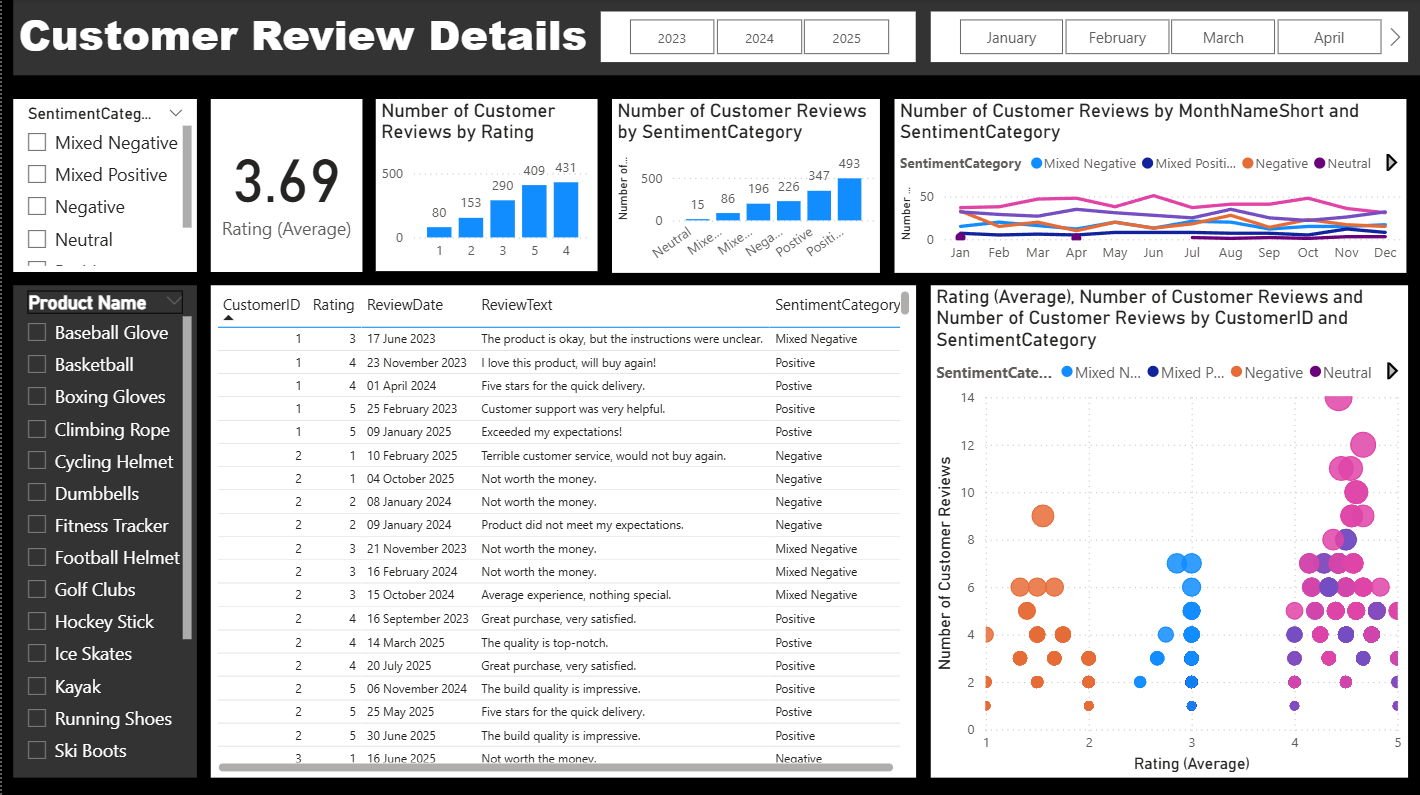 Customer Review Details
2023 2024 2025
January February March April
SentimentCateg...
Mixed Negative
Mixed Positive
Negative
Neutral
3.69
Rating (Average)
Number of Customer
Reviews by Rating
500
0
80 153 290 409 431
1 2 3 5 4
Number of Customer Reviews
by SentimentCategory
Number of...
500
0
15 86 196 226 347 493
Neutral Mixe... Mixe... Nega... Postive Positi...
Number of Customer Reviews by MonthNameShort and
SentimentCategory
SentimentCategory Mixed Negative Mixed Positi... Negative Neutral
Number ...
50
0
Jan Feb Mar Apr May Jun Jul Aug Sep Oct Nov Dec
Product Name
Baseball Glove
Basketball
Boxing Gloves
Climbing Rope
Cycling Helmet
Dumbbells
Fitness Tracker
Football Helmet
Golf Clubs
Hockey Stick
Ice Skates
Kayak
Running Shoes
Ski Boots
CustomerID Rating ReviewDate ReviewText SentimentCategory
1 3 17 June 2023 The product is okay, but the instructions were unclear. Mixed Negative
1 4 23 November 2023 I love this product, will buy again! Positive
1 4 01 April 2024 Five stars for the quick delivery. Postive
1 5 25 February 2023 Customer support was very helpful. Positive
1 5 09 January 2025 Exceeded my expectations! Postive
2 1 10 February 2025 Terrible customer service, would not buy again. Negative
2 1 04 October 2025 Not worth the money. Negative
2 2 08 January 2024 Not worth the money. Negative
2 2 09 January 2024 Product did not meet my expectations. Negative
2 3 21 November 2023 Not worth the money. Mixed Negative
2 3 16 February 2024 Not worth the money. Mixed Negative
2 3 15 October 2024 Average experience, nothing special. Mixed Negative
2 4 16 September 2023 Great purchase, very satisfied. Positive
2 4 14 March 2025 The quality is top-notch. Postive
2 4 20 July 2025 Great purchase, very satisfied. Positive
2 5 06 November 2024 The build quality is impressive. Positive
2 5 25 May 2025 Five stars for the quick delivery. Postive
2 5 30 June 2025 The build quality is impressive. Positive
3 1 16 June 2025 Not worth the money. Negative
Rating (Average), Number of Customer Reviews and
Number of Customer Reviews by CustomerID and
SentimentCategory
SentimentCate... Mixed N... Mixed P... Negative Neutral
Number of Customer Reviews
14
12
10
8
6
4
2
0
1 2 3 4 5
Rating (Average)